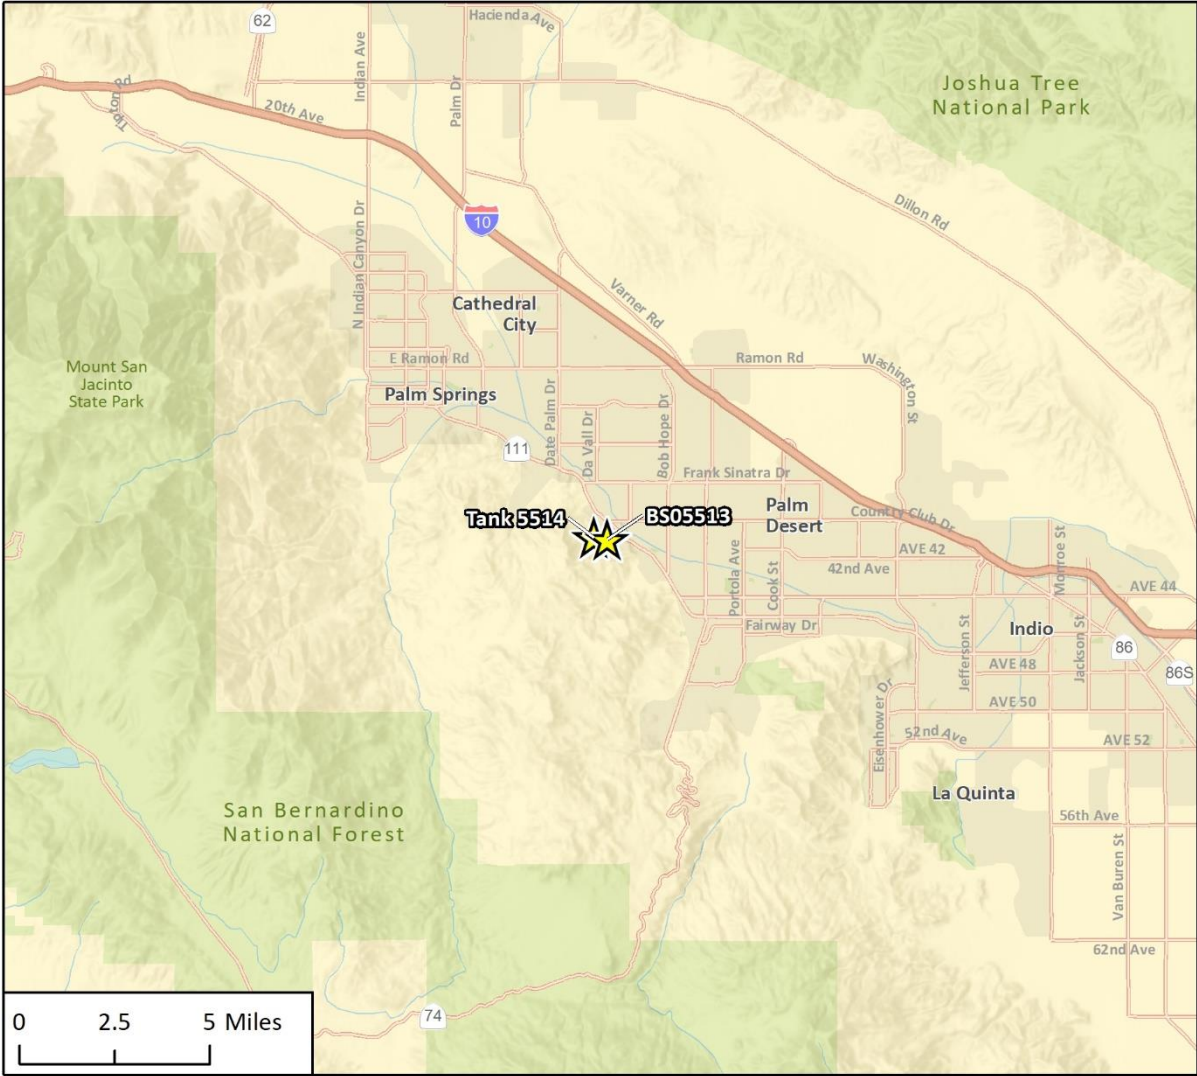 62
Hacienda Ave
Indian Ave
Palm Dr
Joshua Tree
National Park
Tipton Rd
20th Ave
Dillon Rd
10
N Indian Canyon Dr
Varner Rd
Cathedral
City
E Ramon Rd
Ramon Rd
Washington St
Mount San
Jacinto
State Park
Palm Springs
Date Palm Dr
Da Vall Dr
Bob Hope Dr
111
Frank Sinatra Dr
Tank 5514
BS05513
Palm
Desert
Country Club Dr
AVE 42
42nd Ave
Portola Ave
Cook St
Monroe St
AVE 44
Fairway Dr
Indio
Jefferson St
Jackson St
86
AVE 48
86S
Eisenhower Dr
AVE 50
52nd Ave
AVE 52
La Quinta
San Bernardino
National Forest
56th Ave
Van Buren St
62nd Ave
74
0 2.5 5 Miles